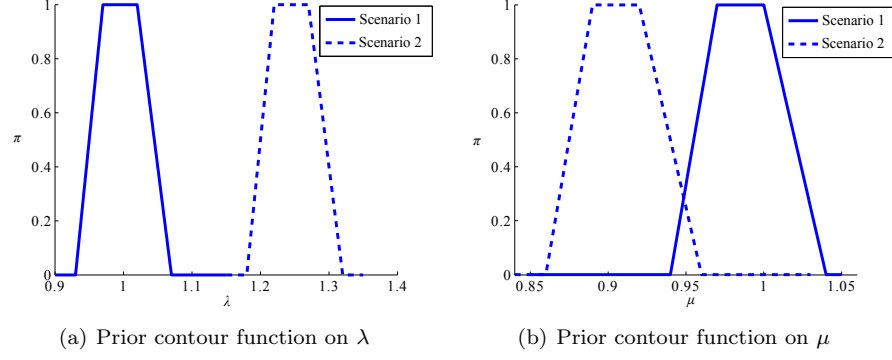 1
0.8
0.6
0.4
0.2
0
π
0.9
1
1.1
1.2
1.3
1.4
λ
Scenario 1
Scenario 2
(a) Prior contour function on λ
1
0.8
0.6
0.4
0.2
0
π
0.85
0.9
0.95
1
1.05
μ
Scenario 1
Scenario 2
(b) Prior contour function on μ